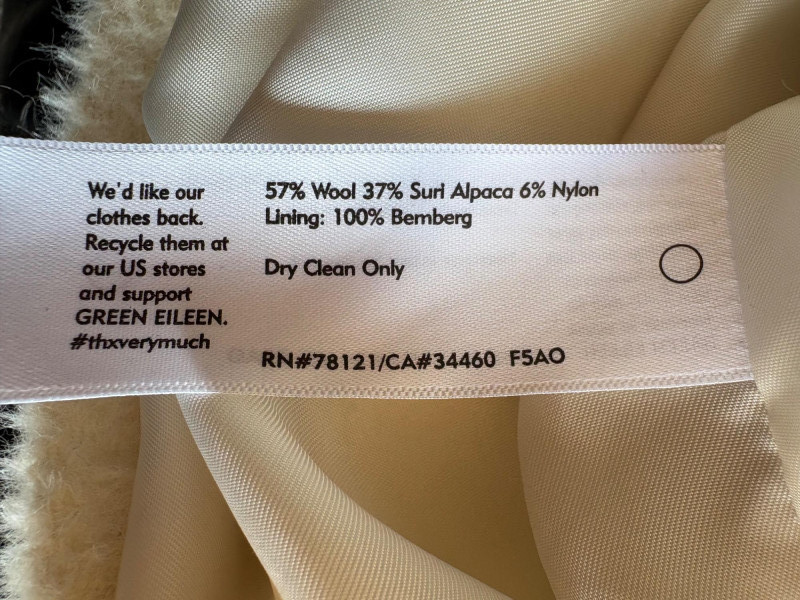 We'd like our
clothes back.
Recycle them at
our US stores
and support
GREEN EILEEN.
#thxverymuch
57% Wool 37% Suri Alpaca 6% Nylon
Lining: 100% Bemberg
Dry Clean Only
RN#78121/CA#34460 F5AO